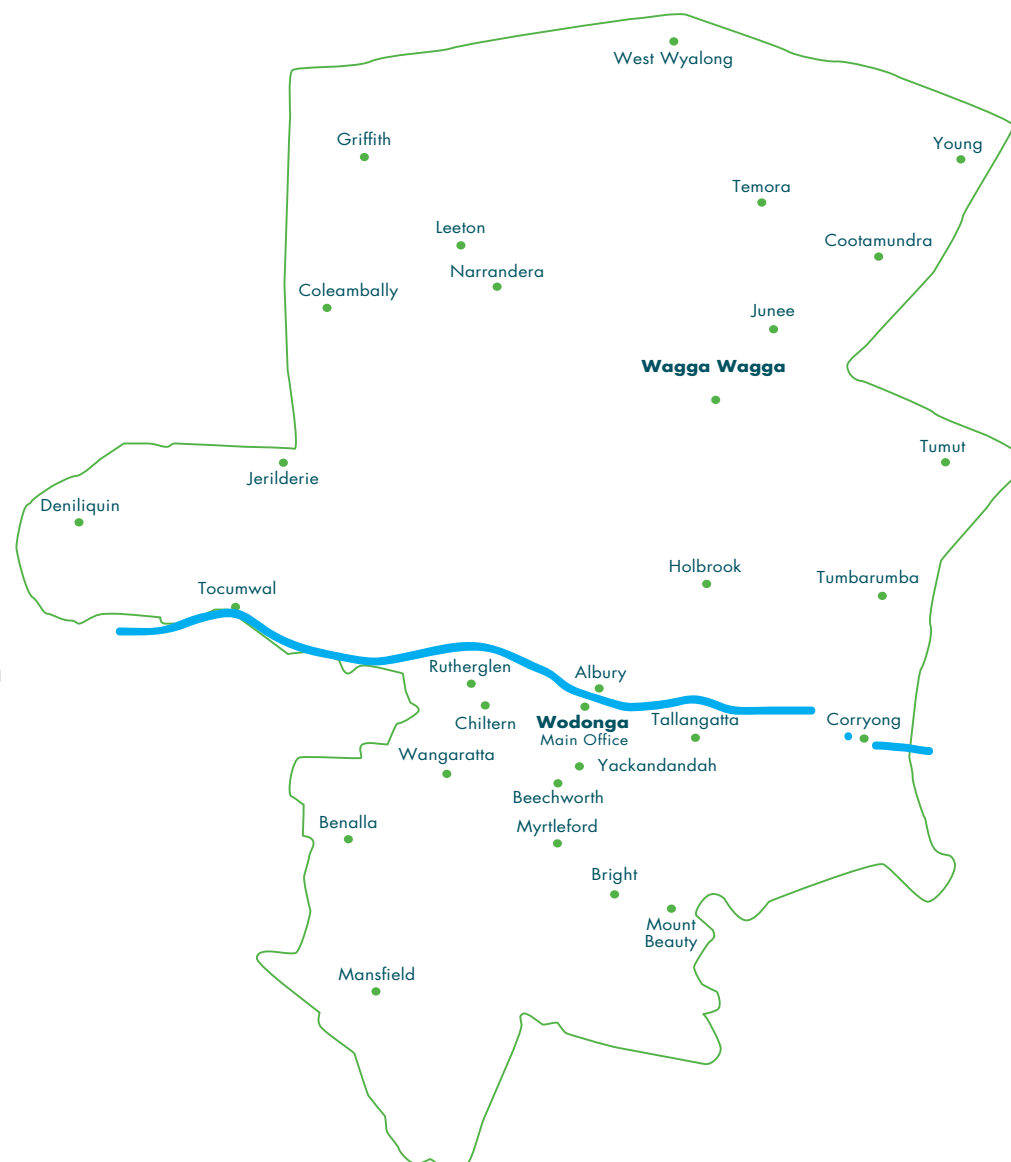 West Wyalong
Griffith
Young
Temora
Leeton
Cootamundra
Narrandera
Coleambally
Junee
Wagga Wagga
Tumut
Jerilderie
Deniliquin
Holbrook
Tumbarumba
Tocumwal
Rutherglen
Albury
Chiltern
Wodonga
Main Office
Tallangatta
Corryong
Wangaratta
Yackandandah
Beechworth
Benalla
Myrtleford
Bright
Mount
Beauty
Mansfield